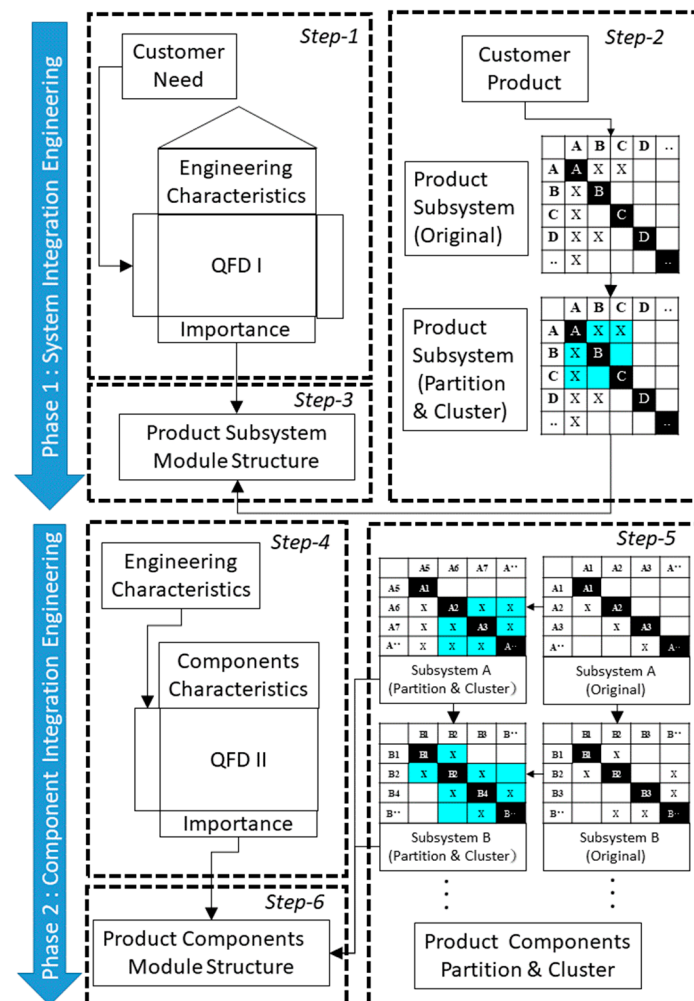 Phase 1 : System Integration Engineering
Step-1
Customer
Need
Engineering
Characteristics
QFD I
Importance
Step-2
Customer
Product
Product
Subsystem
(Original)
A B C D ..
A A X X
B X B
C X C
D X X D
.. X ..
Product
Subsystem
(Partition
& Cluster)
A B C D ..
A A X X
B X B
C X C
D X X D
.. X ..
Step-3
Product Subsystem
Module Structure
Phase 2 : Component Integration Engineering
Step-4
Engineering
Characteristics
Components
Characteristics
QFD II
Importance
Step-5
A5 A6 A7 A··
A5 A1
A6 X A2 X X
A7 X X A3 X
A·· X X X A··
Subsystem A
(Partition & Cluster)
A1 A2 A3 A··
A1 A1
A2 X A2
A3 X A3
A·· X A··
Subsystem A
(Original)
B1 B2 B3 B··
B1 B1 X
B2 X B2 X
B4 X B4 X
B·· X B··
Subsystem B
(Partition & Cluster)
B1 B2 B3 B··
B1 B1 X
B2 X B2 X
B3 B3 X
B·· X X B··
Subsystem B
(Original)
Product Components
Partition & Cluster
Step-6
Product Components
Module Structure